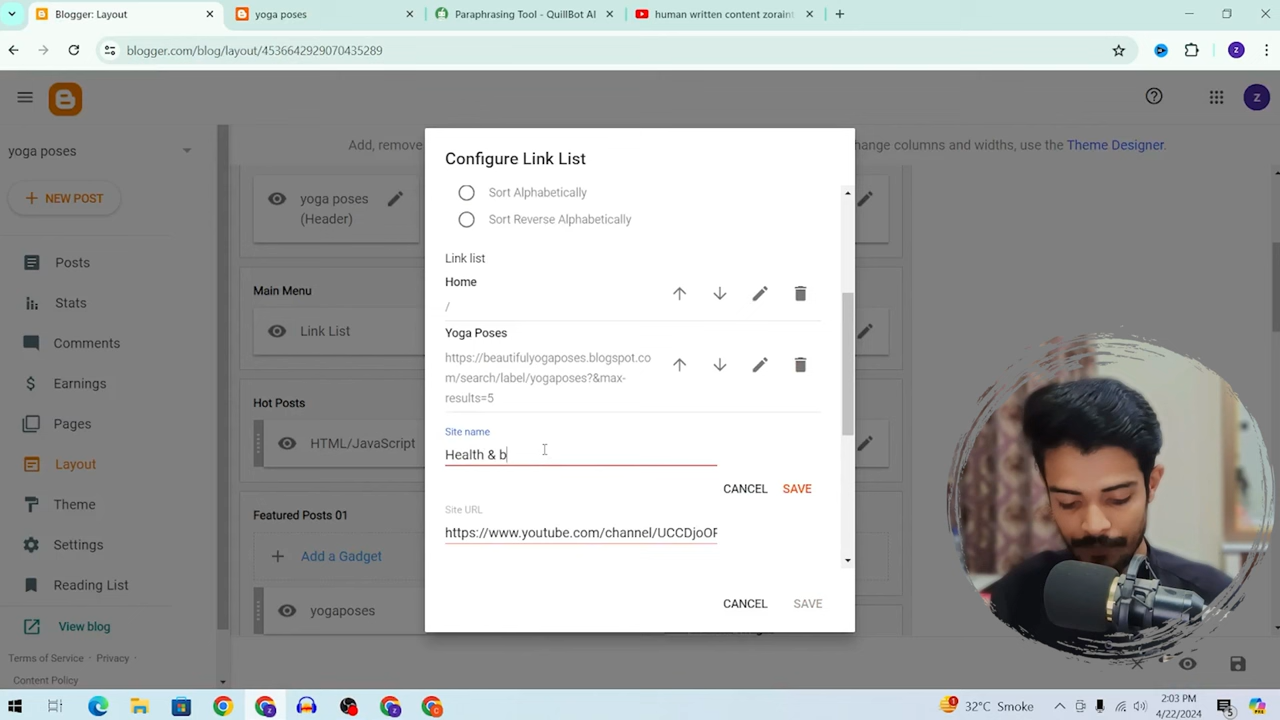 Blogger: Layout
yoga poses
Paraphrasing Tool - QuillBot AI
human written content zoraint
blogger.com/blog/layout/4536642929070435289
z
z
yoga poses
NEW POST
Posts
Stats
Comments
Earnings
Pages
Layout
Theme
Settings
Reading List
View blog
Terms of Service · Privacy ·
Content Policy
Add, remove
hange columns and widths, use the Theme Designer.
yoga poses
(Header)
Main Menu
Link List
Hot Posts
HTML/JavaScript
Featured Posts 01
Add a Gadget
yogaposes
Configure Link List
Sort Alphabetically
Sort Reverse Alphabetically
Link list
Home
/
Yoga Poses
https://beautifulyogaposes.blogspot.co
m/search/label/yogaposes?&max-
results=5
Site name
Health & b
CANCEL SAVE
Site URL
https://www.youtube.com/channel/UCCDjoOF
CANCEL SAVE
32°C Smoke
2:03 PM
4/22/2024
5